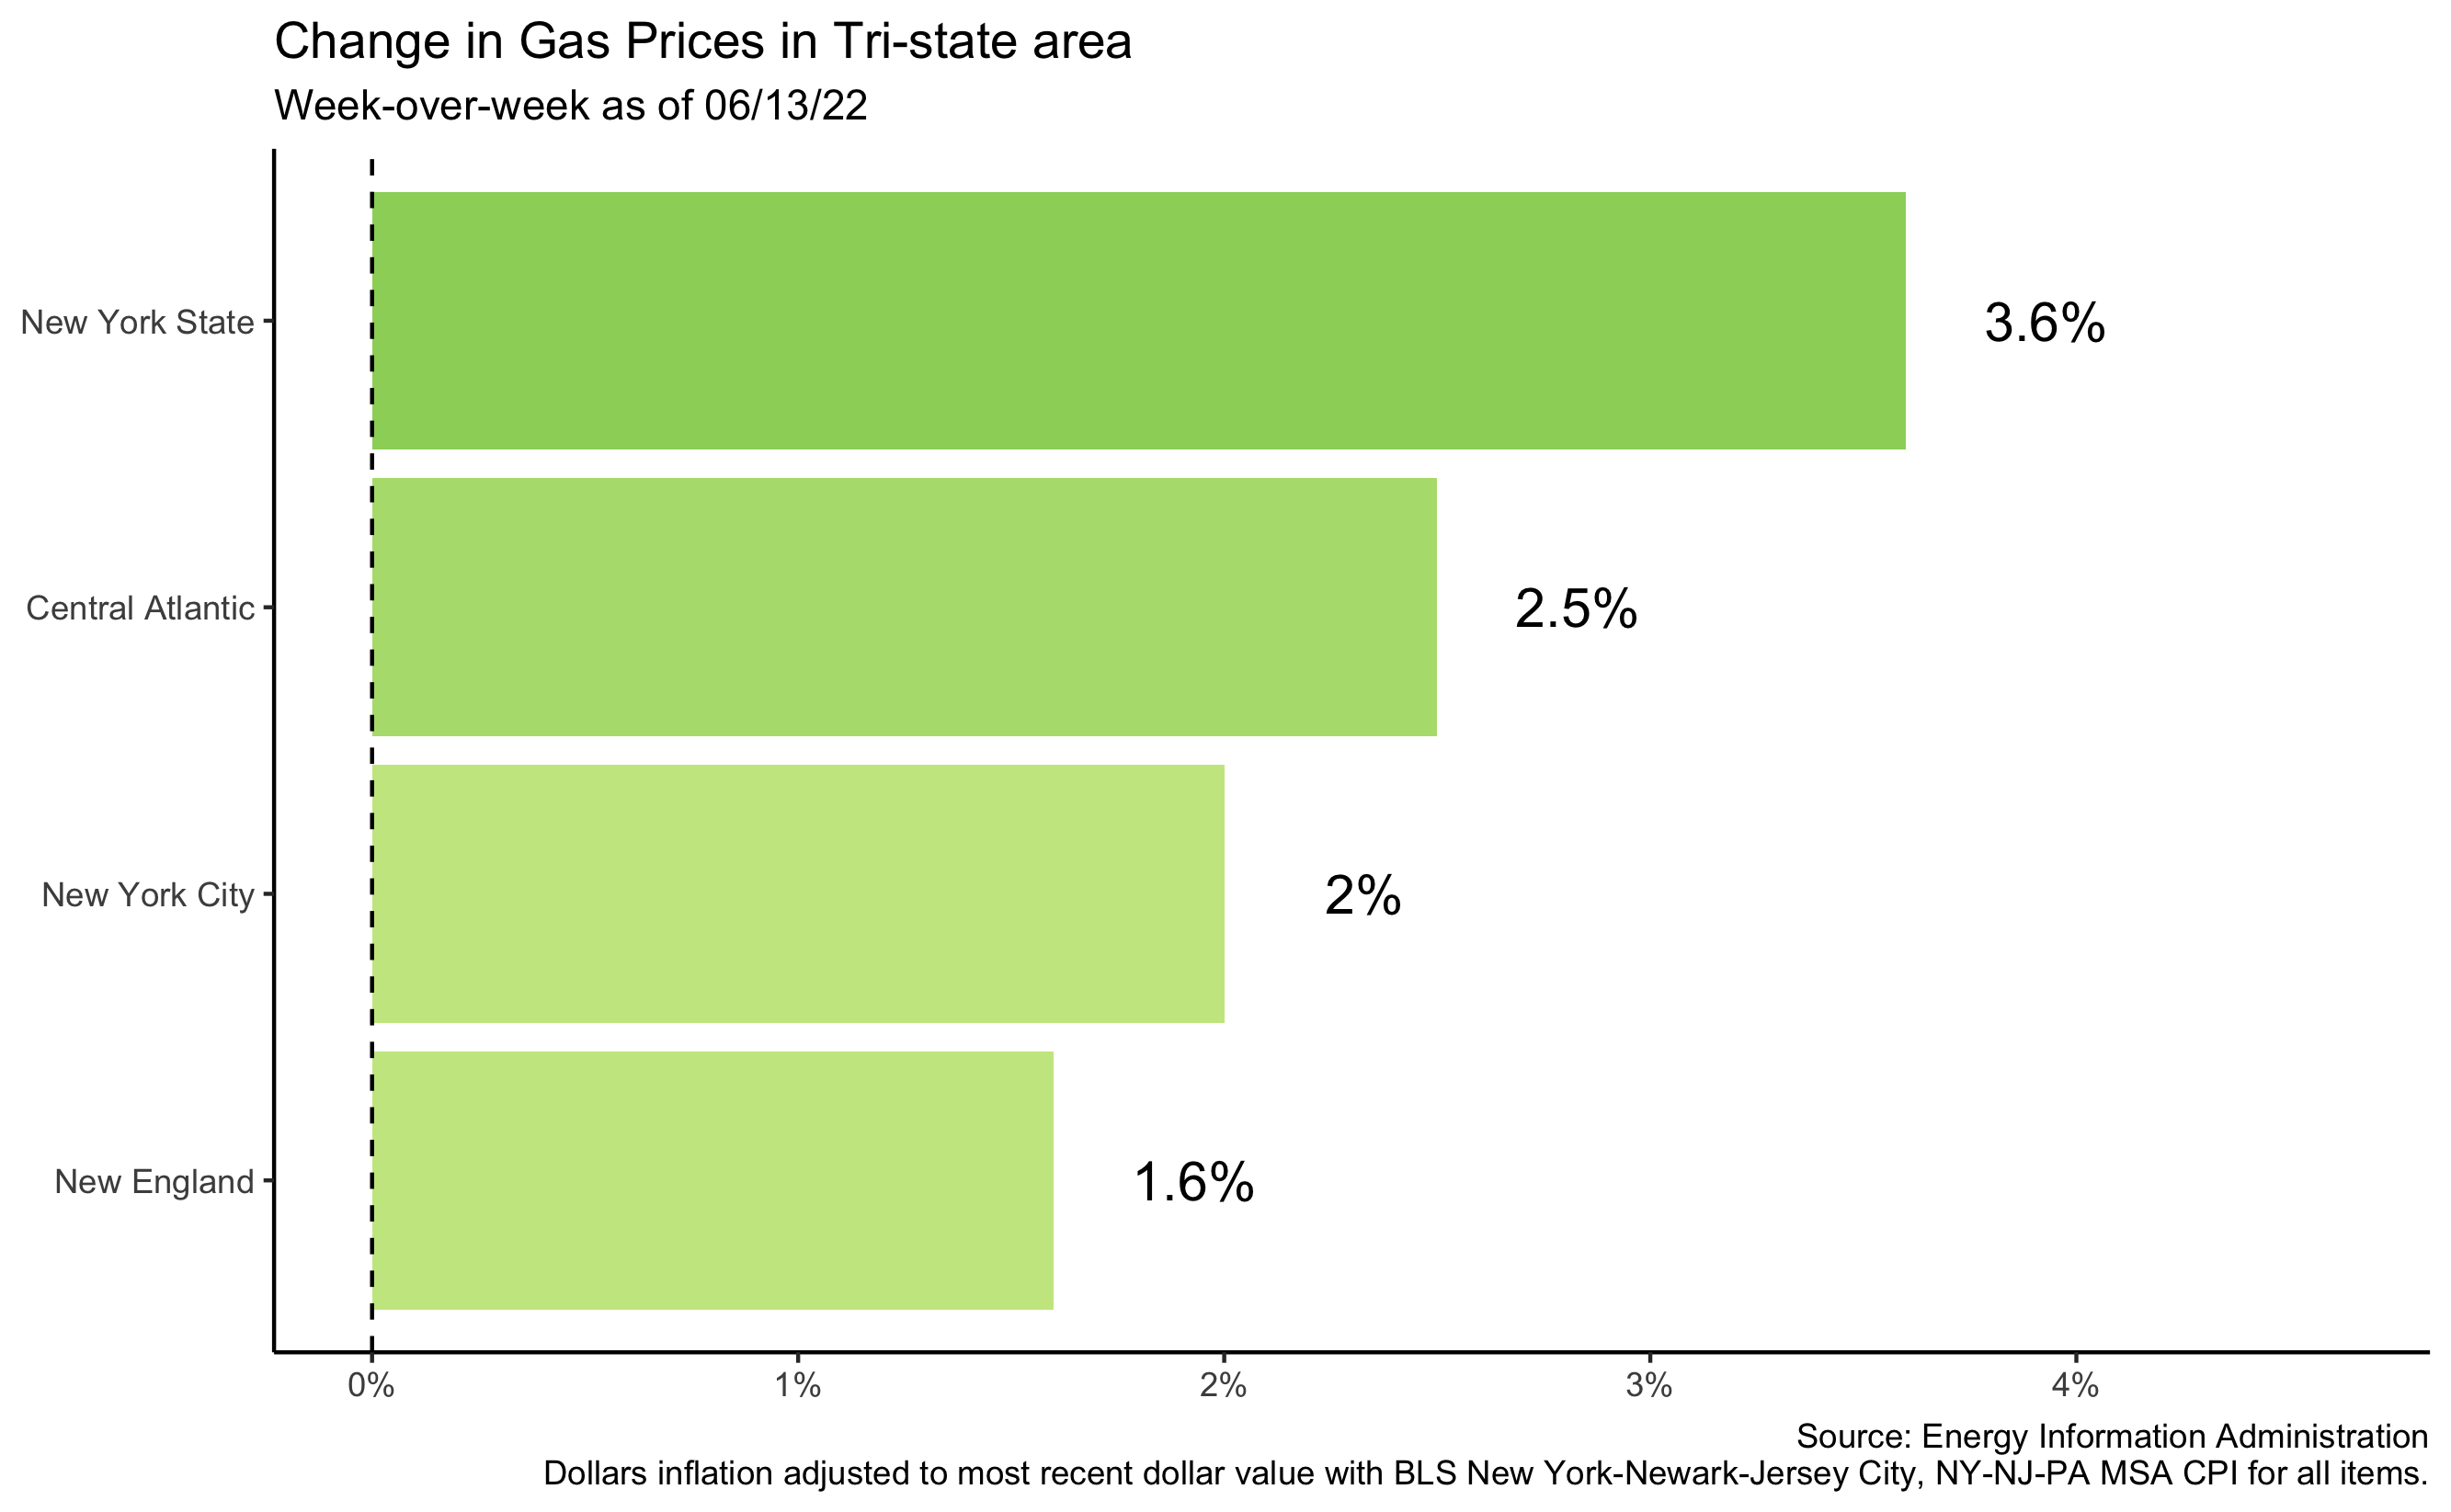 Change in Gas Prices in Tri-state area
Week-over-week as of 06/13/22
New York State
3.6%
Central Atlantic
2.5%
New York City
2%
New England
1.6%
0% 1% 2% 3% 4%
Source: Energy Information Administration
Dollars inflation adjusted to most recent dollar value with BLS New York-Newark-Jersey City, NY-NJ-PA MSA CPI for all items.